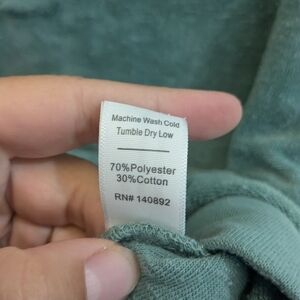 Machine Wash Cold
Tumble Dry Low
70%Polyester
30%Cotton
RN# 140892